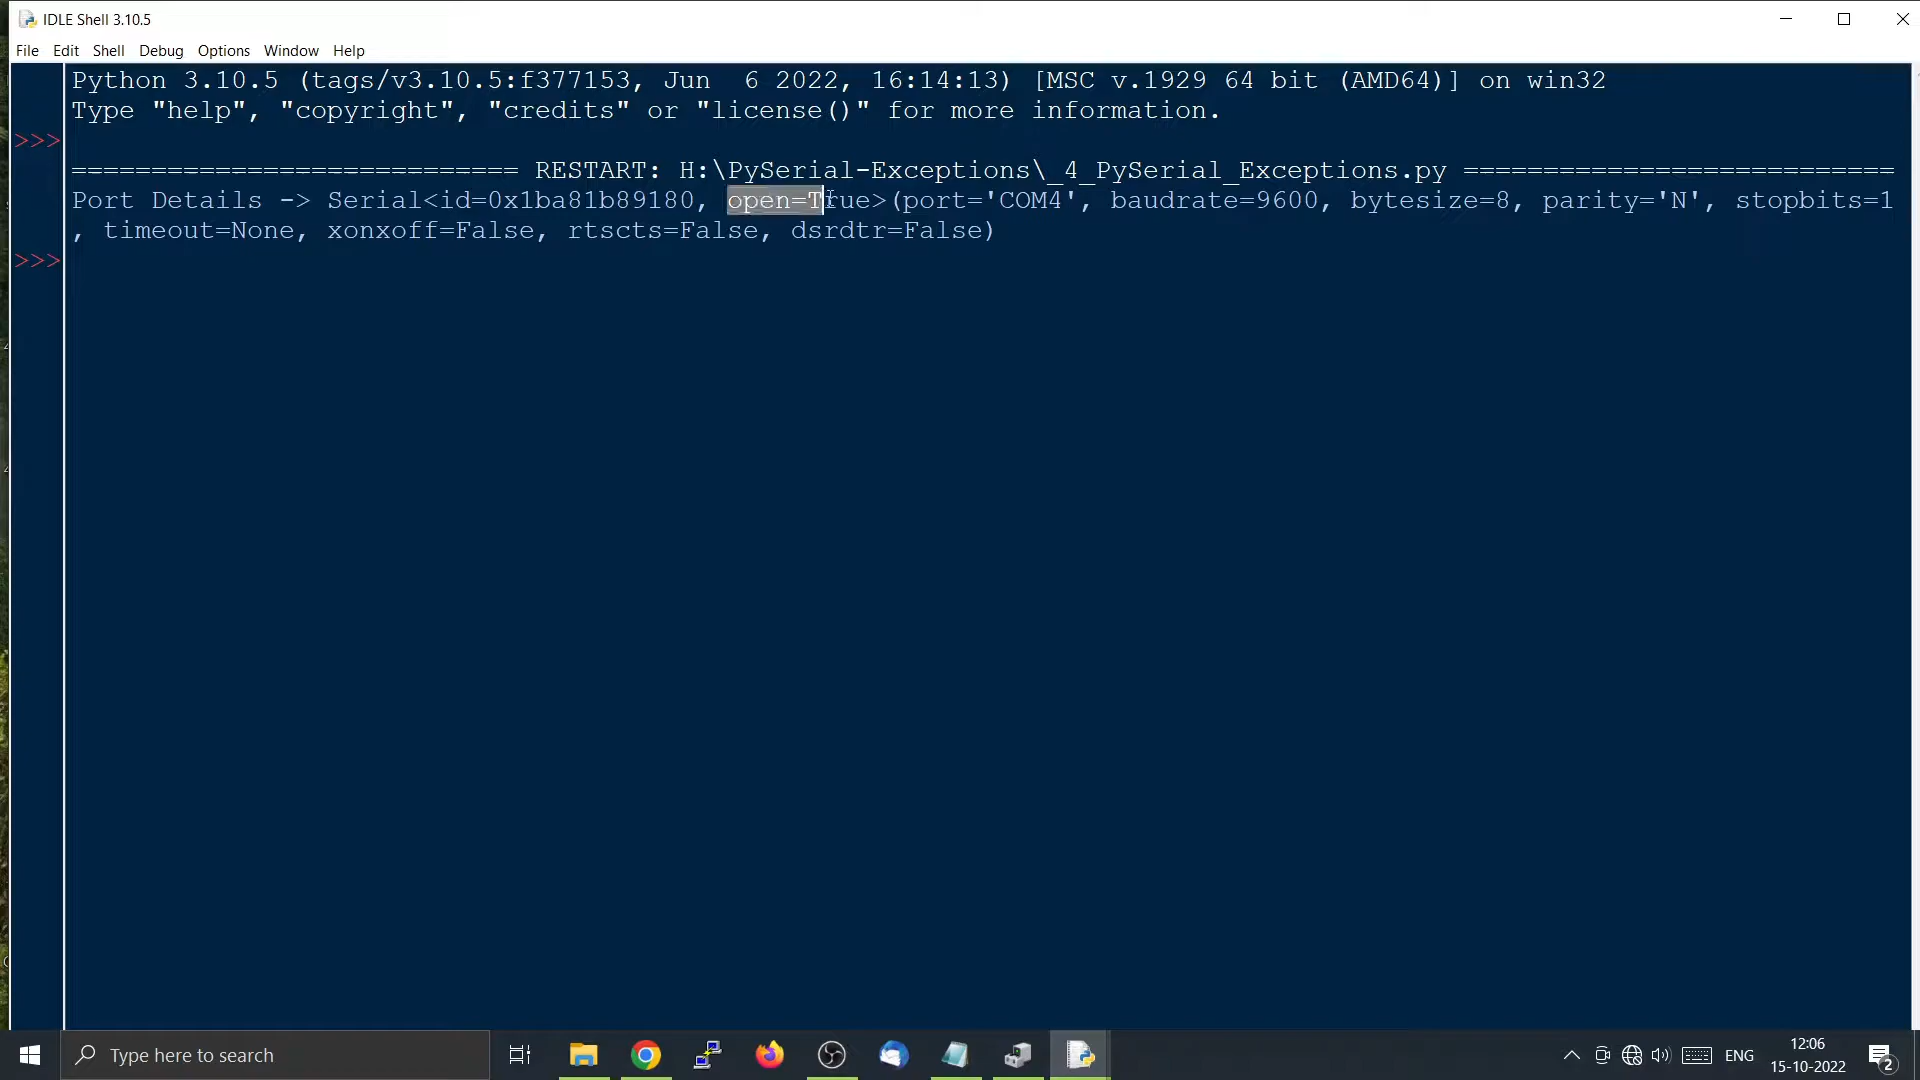 IDLE Shell 3.10.5
File Edit Shell Debug Options Window Help
Python 3.10.5 (tags/v3.10.5:f377153, Jun  6 2022, 16:14:13) [MSC v.1929 64 bit (AMD64)] on win32
Type "help", "copyright", "credits" or "license()" for more information.
>>>
============================ RESTART: H:\PySerial-Exceptions\_4_PySerial_Exceptions.py ===========================
Port Details -> Serial<id=0x1ba81b89180, open=True>(port='COM4', baudrate=9600, bytesize=8, parity='N', stopbits=1
, timeout=None, xonxoff=False, rtscts=False, dsrdtr=False)
>>>
Type here to search
ENG
12:06
15-10-2022
2